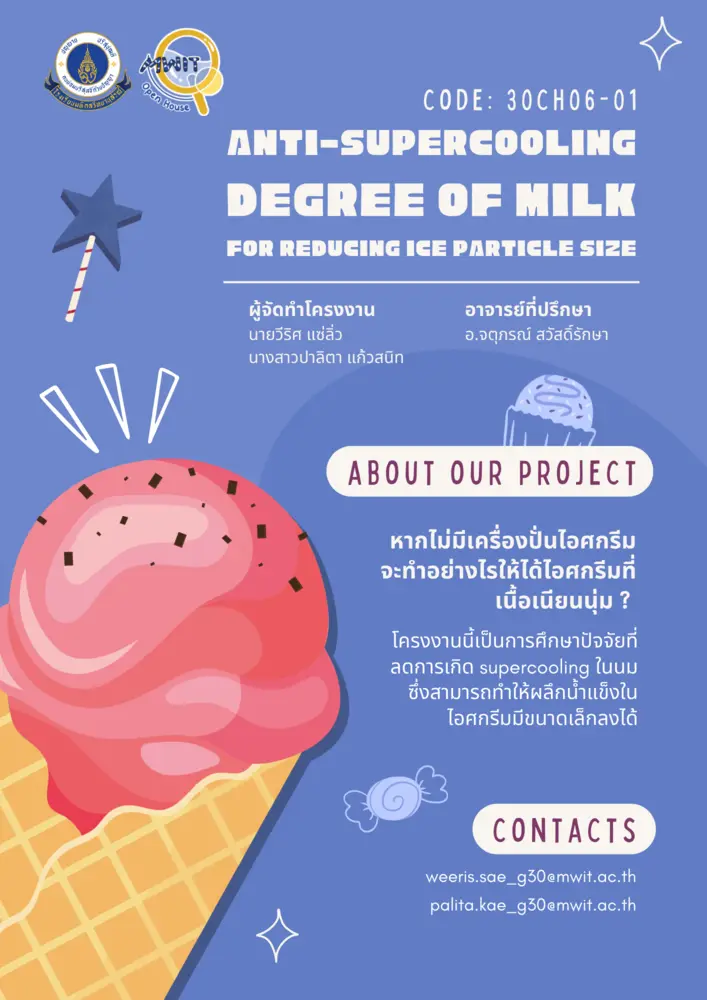 MWIT
Open House
CODE: 30CH06-01
ANTI-SUPERCOOLING
DEGREE OF MILK
FOR REDUCING ICE PARTICLE SIZE
ผู้จัดทำโครงงาน
นายวีริศ แซ่ลิ่ว
นางสาวปาลิตา แก้วสนิท
อาจารย์ที่ปรึกษา
อ.จตุภรณ์ สวัสดิ์รักษา
ABOUT OUR PROJECT
หากไม่มีเครื่องปั่นไอศกรีม
จะทำอย่างไรให้ได้ไอศกรีมที่
เนื้อเนียนนุ่ม ?
โครงงานนี้เป็นการศึกษาปัจจัยที่
ลดการเกิด supercooling ในนม
ซึ่งสามารถทำให้ผลึกน้ำแข็งใน
ไอศกรีมมีขนาดเล็กลงได้
CONTACTS
weeris.sae_g30@mwit.ac.th
palita.kae_g30@mwit.ac.th